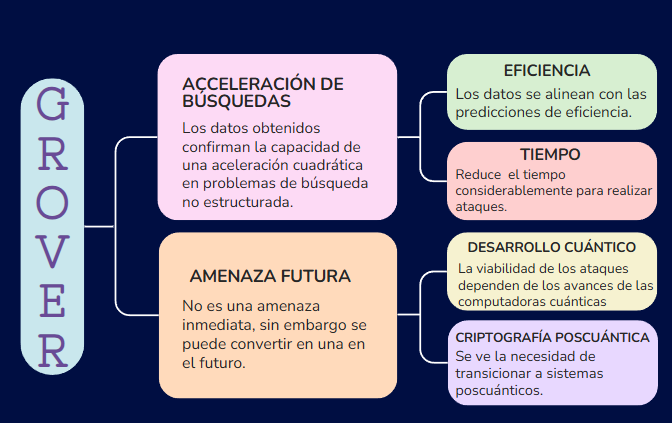 GROVER
ACCELERACIÓN DE
BÚSQUEDAS
Los datos obtenidos
confirman la capacidad de
una aceleración cuadrática
en problemas de búsqueda
no estructurada.
EFICIENCIA
Los datos se alinean con las
predicciones de eficiencia.
TIEMPO
Reduce el tiempo
considerablemente para realizar
ataques.
AMENAZA FUTURA
No es una amenaza
inmediata, sin embargo se
puede convertir en una en
el futuro.
DESARROLLO CUÁNTICO
La viabilidad de los ataques
dependen de los avances de las
computadoras cuánticas
CRIPTOGRAFÍA POSCUÁNTICA
Se ve la necesidad de
transicionar a sistemas
poscuánticos.